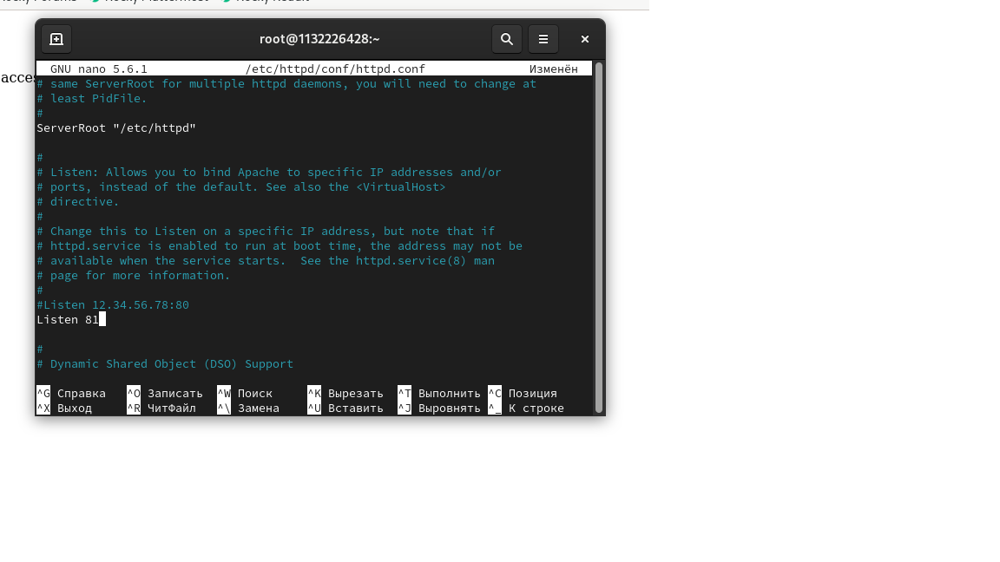 root@1132226428:~
GNU nano 5.6.1 /etc/httpd/conf/httpd.conf Изменён
acces
# same ServerRoot for multiple httpd daemons, you will need to change at
# least PidFile.
#
ServerRoot "/etc/httpd"
#
# Listen: Allows you to bind Apache to specific IP addresses and/or
# ports, instead of the default. See also the <VirtualHost>
# directive.
#
# Change this to Listen on a specific IP address, but note that if
# httpd.service is enabled to run at boot time, the address may not be
# available when the service starts.  See the httpd.service(8) man
# page for more information.
#
#Listen 12.34.56.78:80
Listen 81
#
# Dynamic Shared Object (DSO) Support
^G Справка ^O Записать ^W Поиск ^K Вырезать ^T Выполнить ^C Позиция
^X Выход ^R ЧитФайл ^\ Замена ^U Вставить ^J Выровнять ^_ К строке